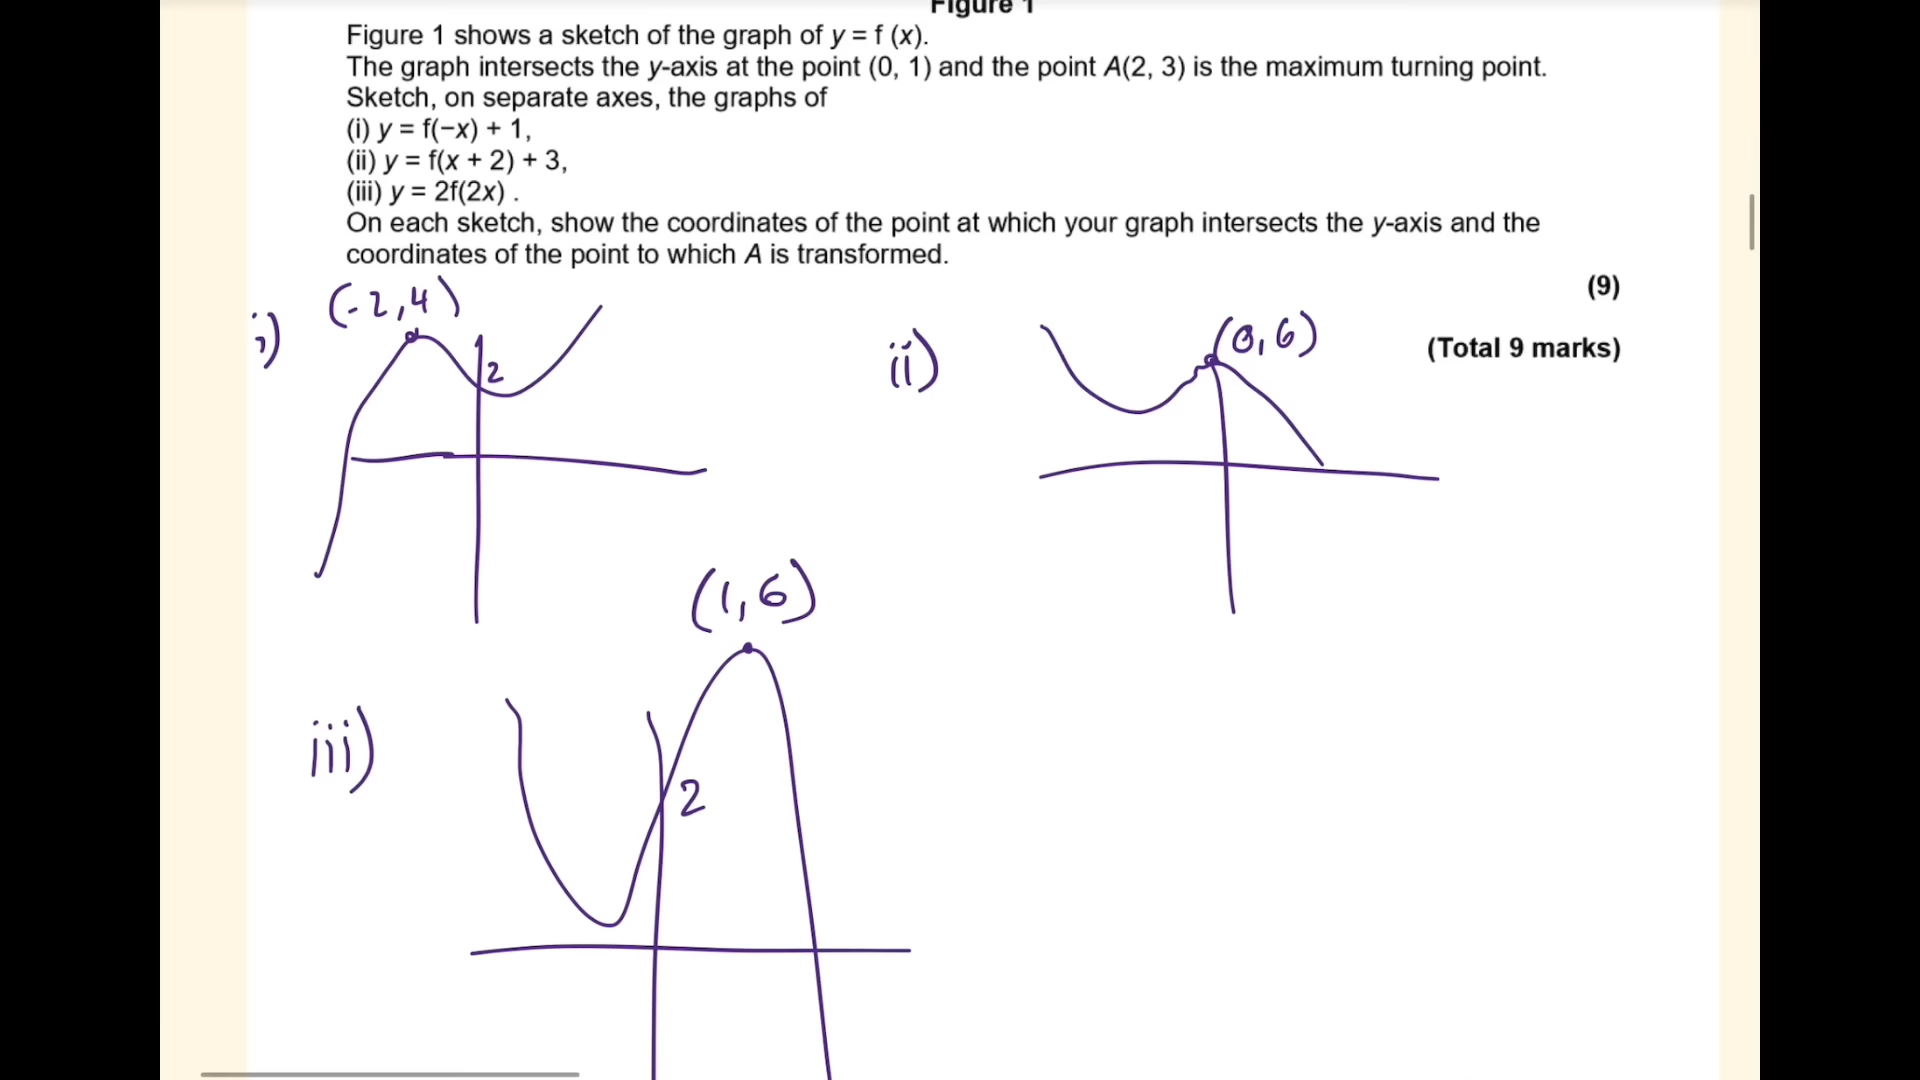 Figure 1
Figure 1 shows a sketch of the graph of y = f (x).
The graph intersects the y-axis at the point (0, 1) and the point A(2, 3) is the maximum turning point.
Sketch, on separate axes, the graphs of
(i) y = f(−x) + 1,
(ii) y = f(x + 2) + 3,
(iii) y = 2f(2x) .
On each sketch, show the coordinates of the point at which your graph intersects the y-axis and the
coordinates of the point to which A is transformed.
(9)
(Total 9 marks)
i)
(-2,4)
2
ii)
(0,6)
iii)
(1,6)
2